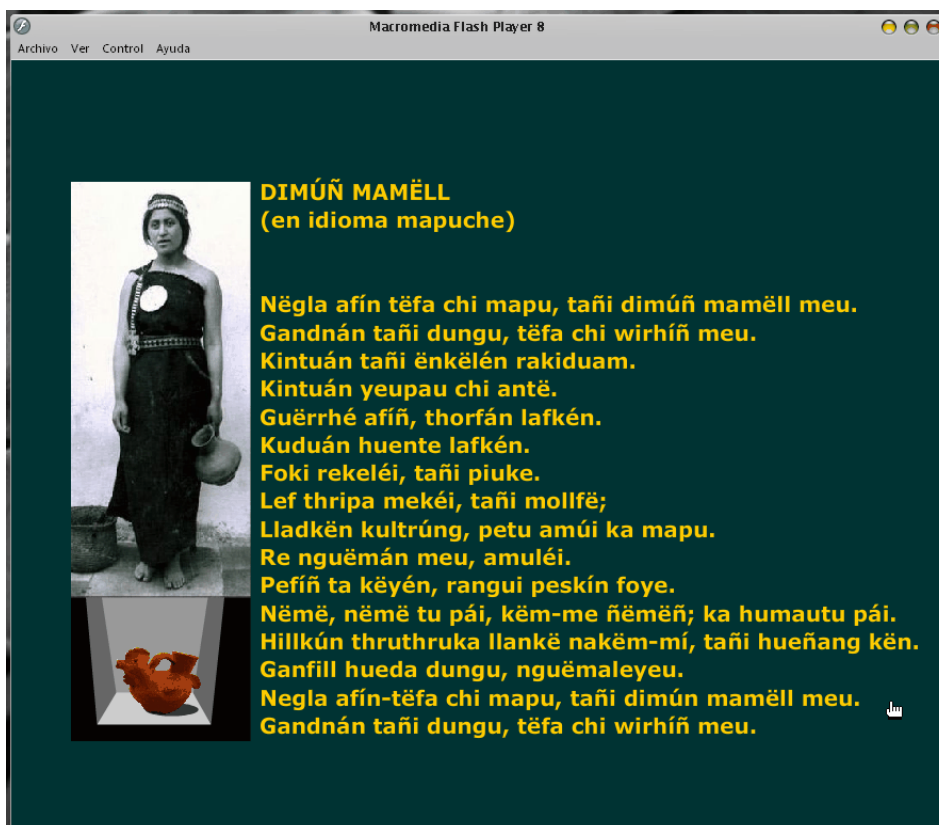 Macromedia Flash Player 8
Archivo Ver Control Ayuda
DIMÚÑ MAMËLL
(en idioma mapuche)
Nëgla afín tëfa chi mapu, tañi dimúñ mamëll meu.
Gandnán tañi dungu, tëfa chi wirhíñ meu.
Kintuán tañi ënkëlén rakiduam.
Kintuán yeupau chi antë.
Guërrhé afíñ, thorfán lafkén.
Kuduán huente lafkén.
Foki rekeléi, tañi piuke.
Lef thripa mekéi, tañi mollfë;
Lladkën kultrúng, petu amúi ka mapu.
Re nguëmán meu, amuléi.
Pefíñ ta këyén, rangui peskín foye.
Nëmë, nëmë tu pái, këm-me ñëmëñ; ka humautu pái.
Hillkún thruthruka llankë nakëm-mí, tañi hueñang kën.
Ganfill hueda dungu, nguëmaleyeu.
Negla afín-tëfa chi mapu, tañi dimún mamëll meu.
Gandnán tañi dungu, tëfa chi wirhíñ meu.